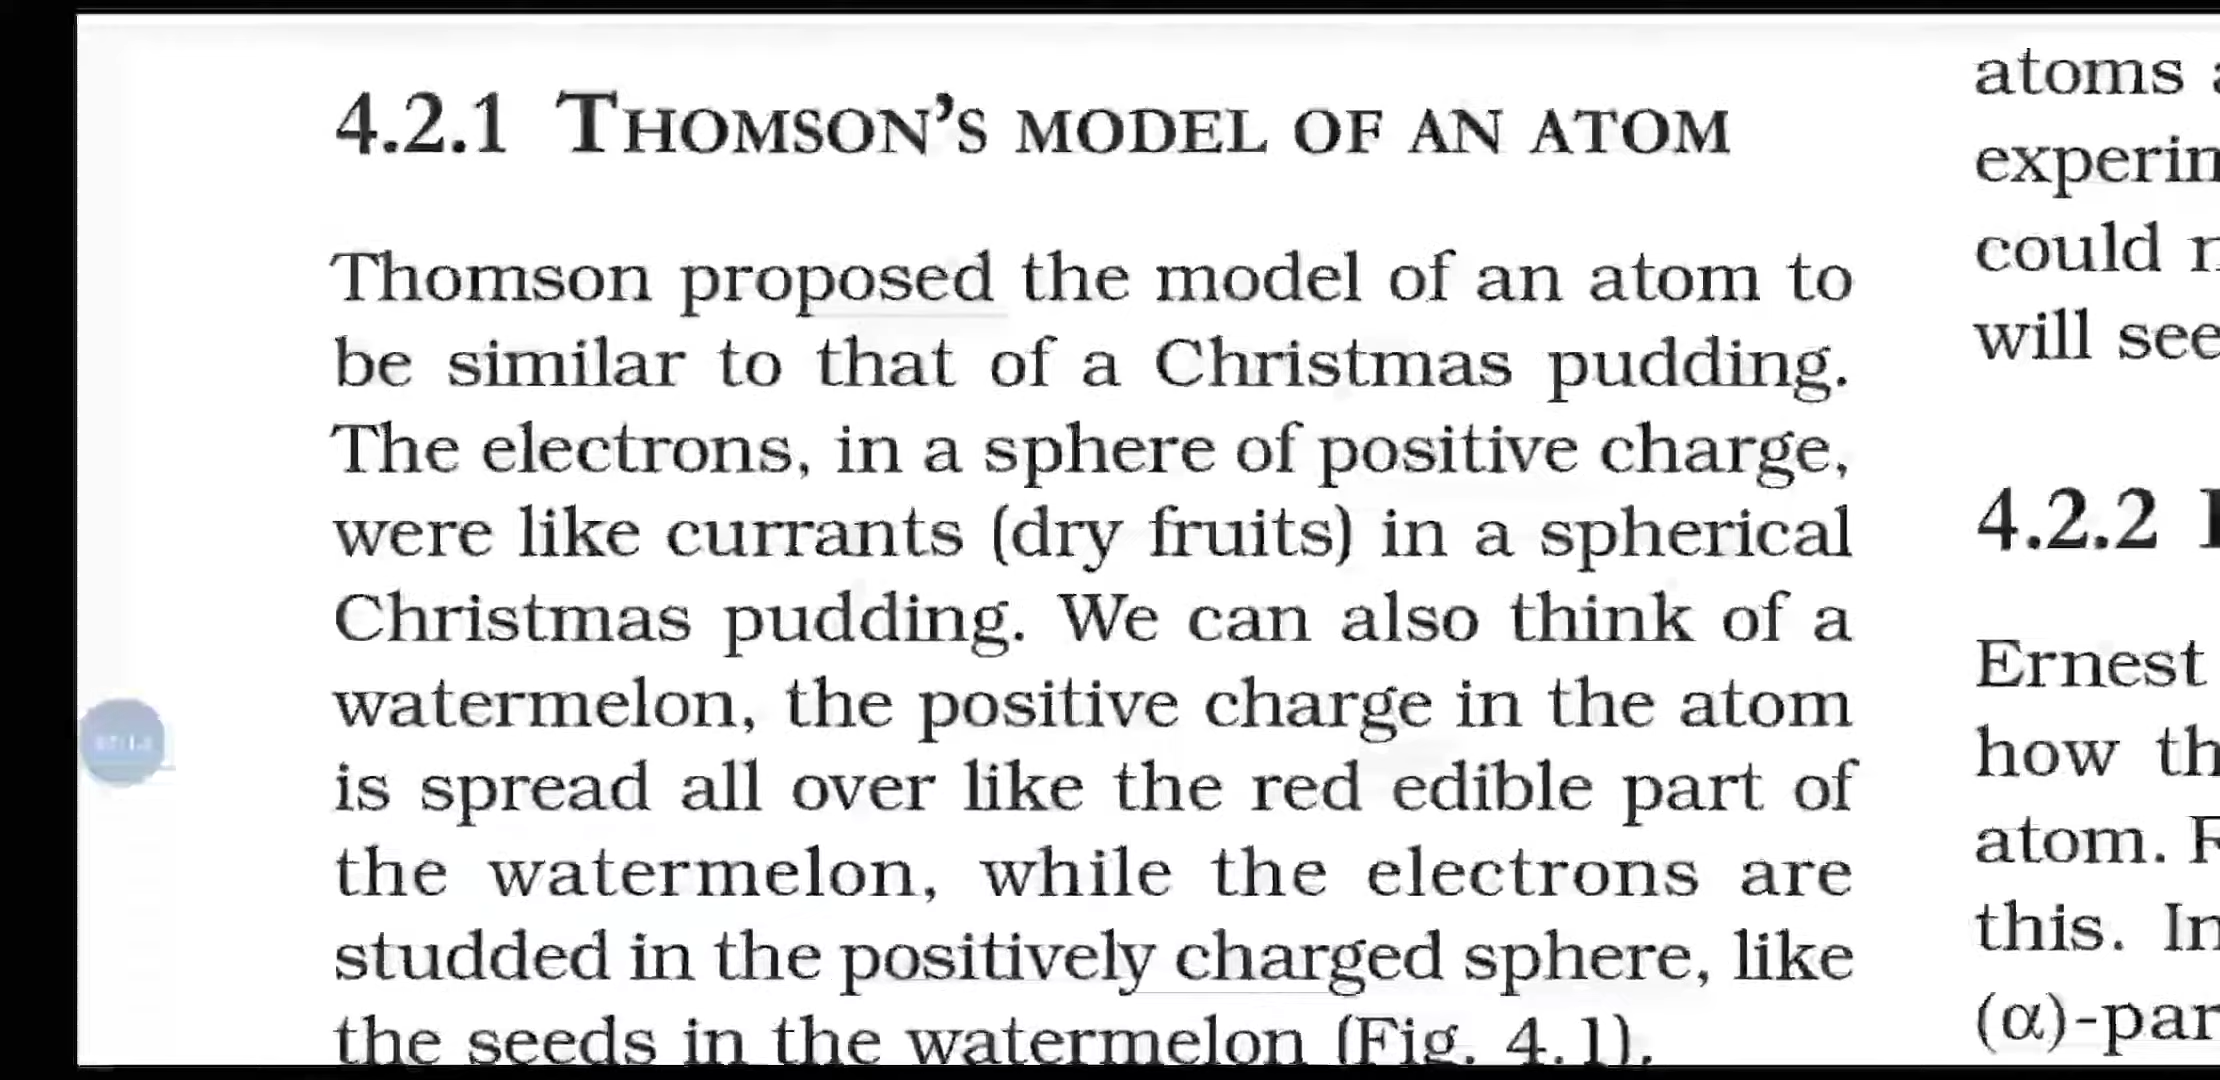 4.2.1 THOMSON'S MODEL OF AN ATOM
Thomson proposed the model of an atom to
be similar to that of a Christmas pudding.
The electrons, in a sphere of positive charge,
were like currants (dry fruits) in a spherical
Christmas pudding. We can also think of a
watermelon, the positive charge in the atom
is spread all over like the red edible part of
the watermelon, while the electrons are
studded in the positively charged sphere, like
the seeds in the watermelon (Fig. 4.1).
atoms
could
will see
4.2.2
Ernest
how
atom.
this.
(α)-